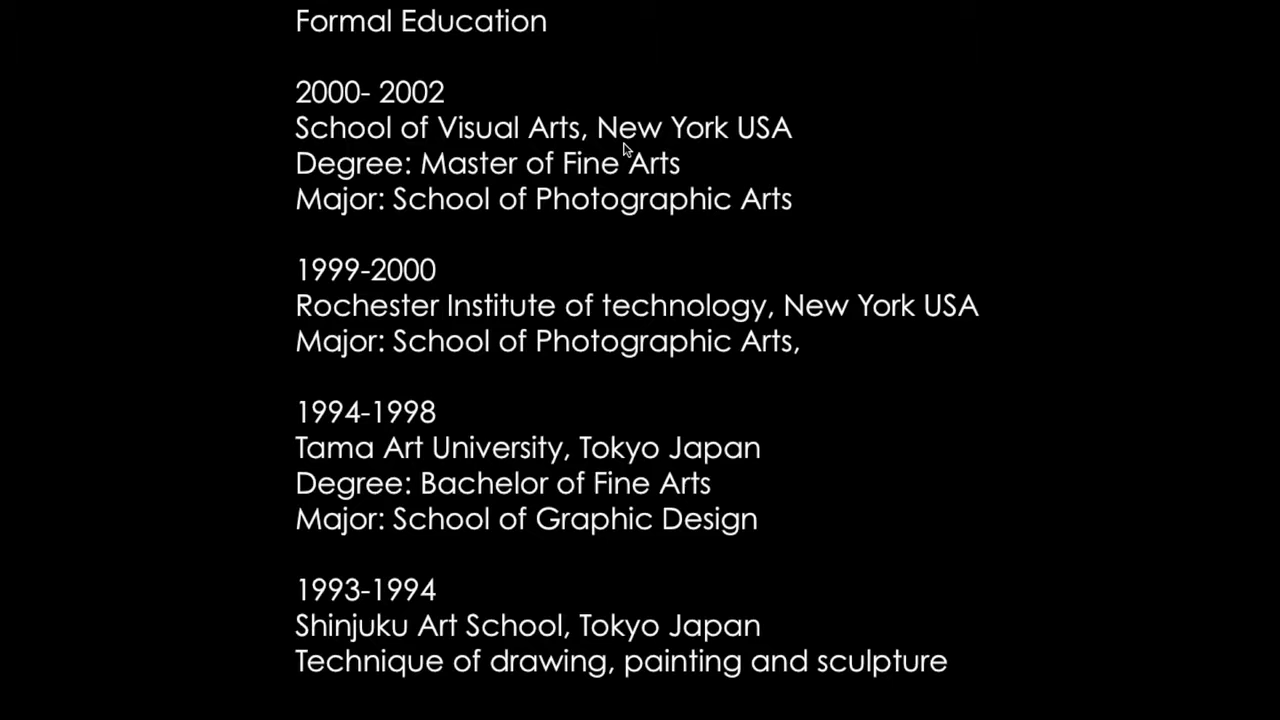 Formal Education
2000- 2002
School of Visual Arts, New York USA
Degree: Master of Fine Arts
Major: School of Photographic Arts
1999-2000
Rochester Institute of technology, New York USA
Major: School of Photographic Arts,
1994-1998
Tama Art University, Tokyo Japan
Degree: Bachelor of Fine Arts
Major: School of Graphic Design
1993-1994
Shinjuku Art School, Tokyo Japan
Technique of drawing, painting and sculpture